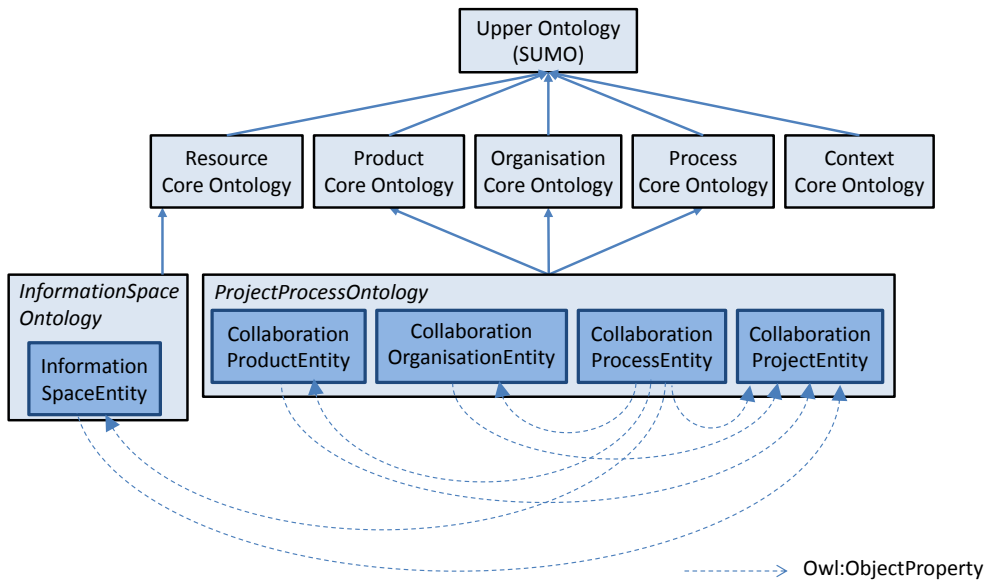 Upper Ontology
(SUMO)
Resource
Core Ontology
Product
Core Ontology
Organisation
Core Ontology
Process
Core Ontology
Context
Core Ontology
InformationSpace
Ontology
Information
SpaceEntity
ProjectProcessOntology
Collaboration
ProductEntity
Collaboration
OrganisationEntity
Collaboration
ProcessEntity
Collaboration
ProjectEntity
Owl:ObjectProperty